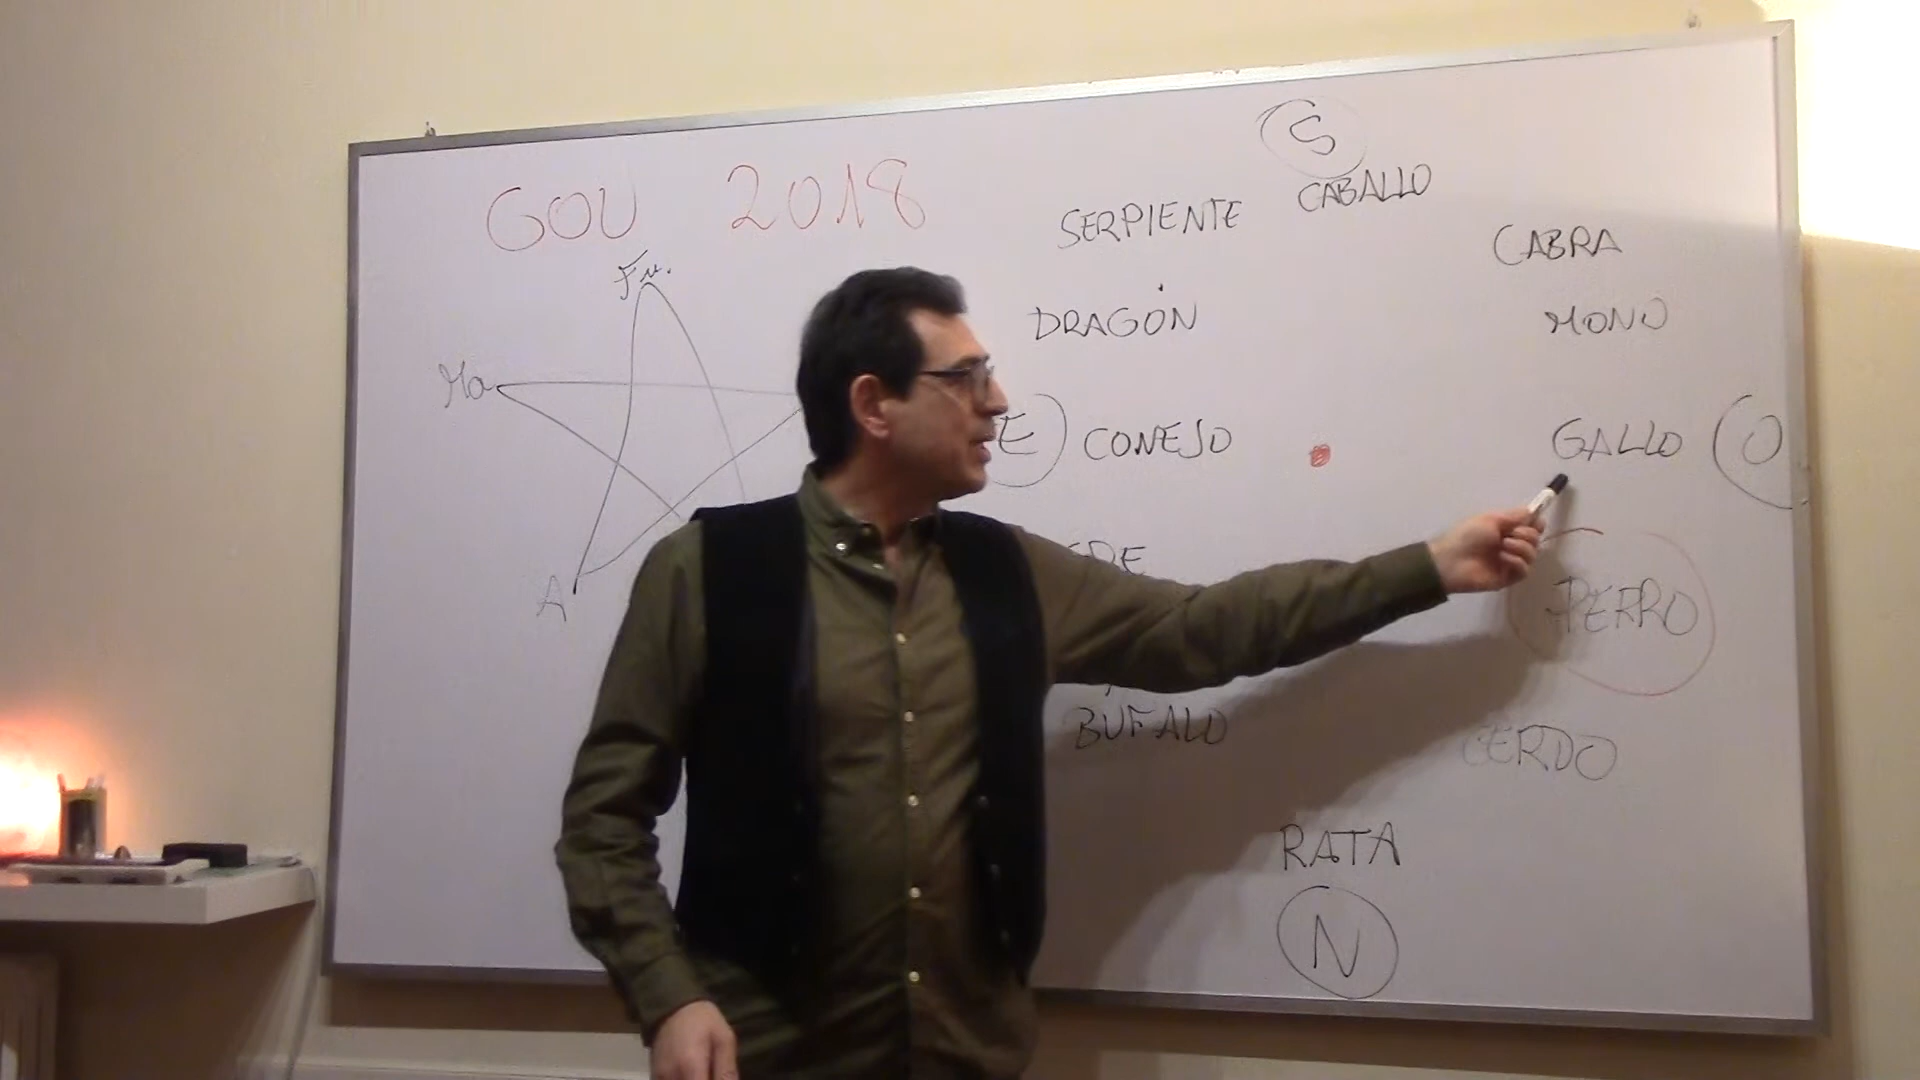 GOU 2018
S
SERPIENTE
CABALLO
CABRA
Fu.
DRAGÓN
MONO
Ma
E
CONEJO
GALLO
O
A
PERRO
BUFALO
CERDO
RATA
N